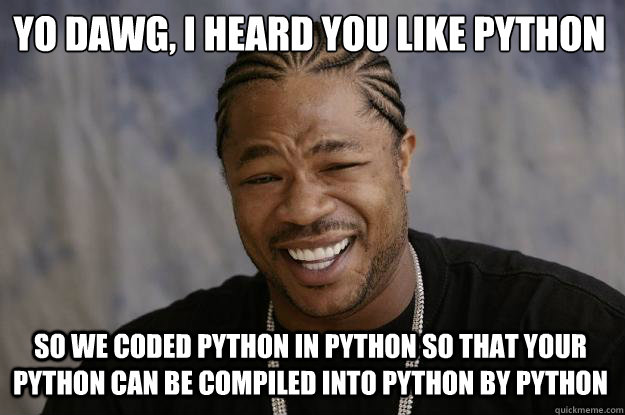 YO DAWG, I HEARD YOU LIKE PYTHON
SO WE CODED PYTHON IN PYTHON SO THAT YOUR
PYTHON CAN BE COMPILED INTO PYTHON BY PYTHON
quickmeme.com